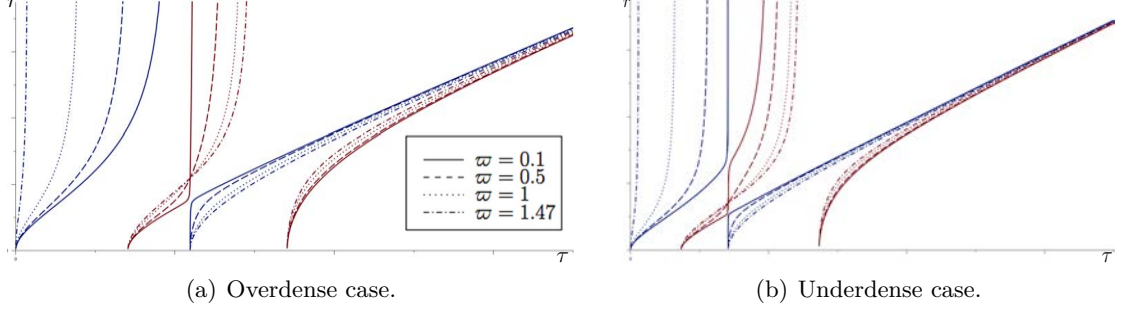 r
r
ϖ = 0.1
ϖ = 0.5
ϖ = 1
ϖ = 1.47
τ
τ
(a) Overdense case.
(b) Underdense case.